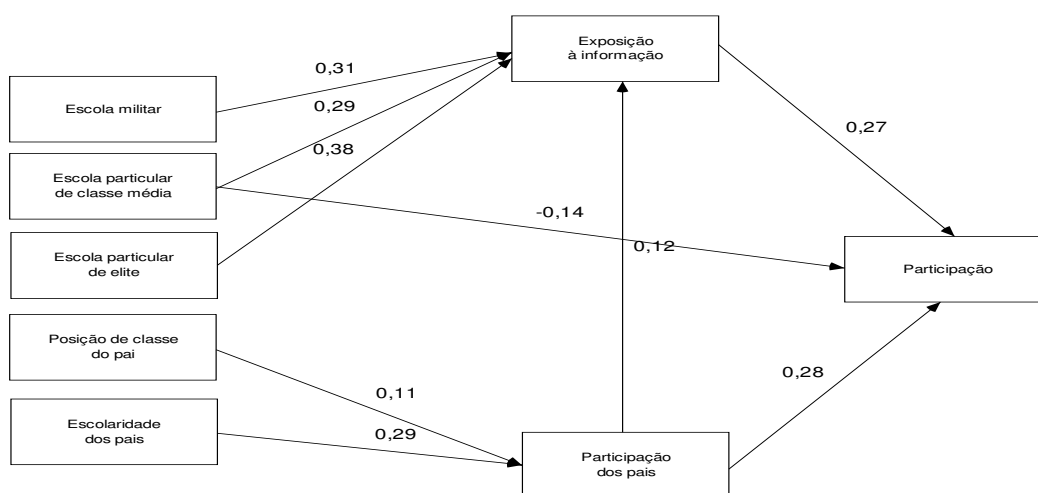 Exposição
à informação
0,31
Escola militar
0,29
0,27
0,38
Escola particular
de classe média
-0,14
0,12
Escola particular
de elite
Participação
Posição de classe
do pai
0,28
0,11
Escolaridade
dos pais
0,29
Participação
dos pais